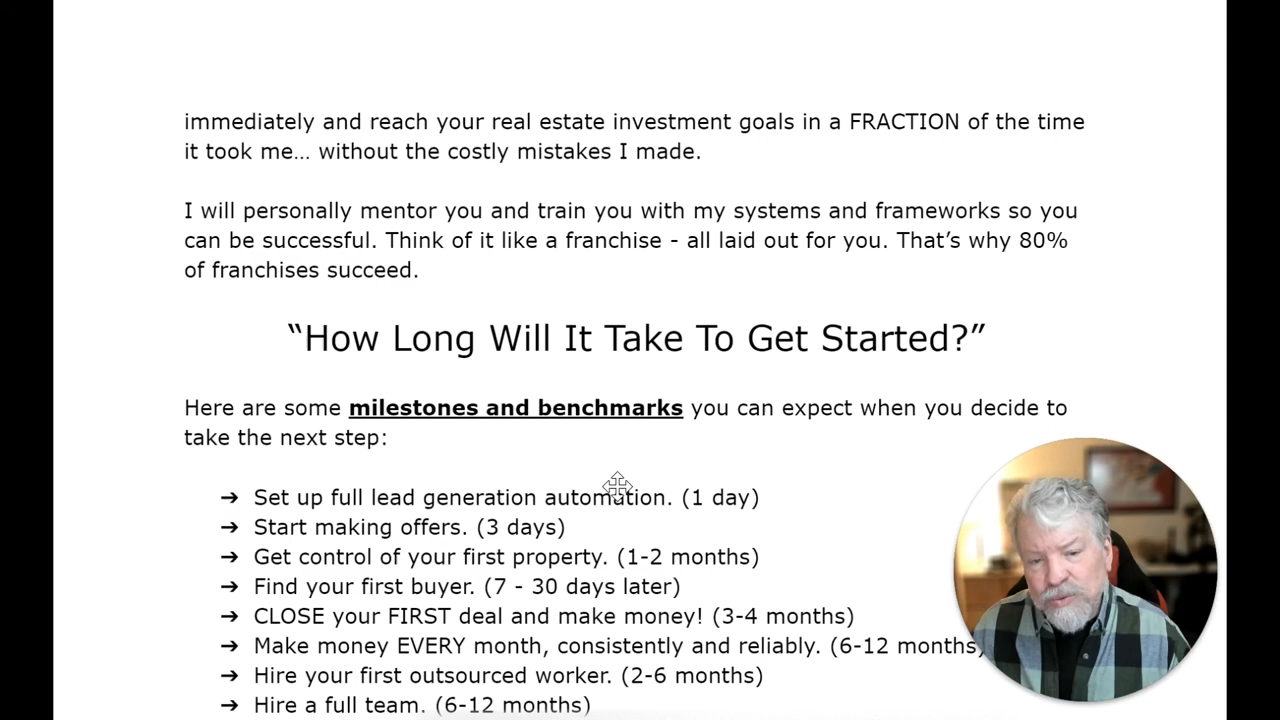 immediately and reach your real estate investment goals in a FRACTION of the time
it took me… without the costly mistakes I made.
I will personally mentor you and train you with my systems and frameworks so you
can be successful. Think of it like a franchise - all laid out for you. That’s why 80%
of franchises succeed.
“How Long Will It Take To Get Started?”
Here are some milestones and benchmarks you can expect when you decide to
take the next step:
➔ Set up full lead generation automation. (1 day)
➔ Start making offers. (3 days)
➔ Get control of your first property. (1-2 months)
➔ Find your first buyer. (7 - 30 days later)
➔ CLOSE your FIRST deal and make money! (3-4 months)
➔ Make money EVERY month, consistently and reliably. (6-12 months)
➔ Hire your first outsourced worker. (2-6 months)
➔ Hire a full team. (6-12 months)